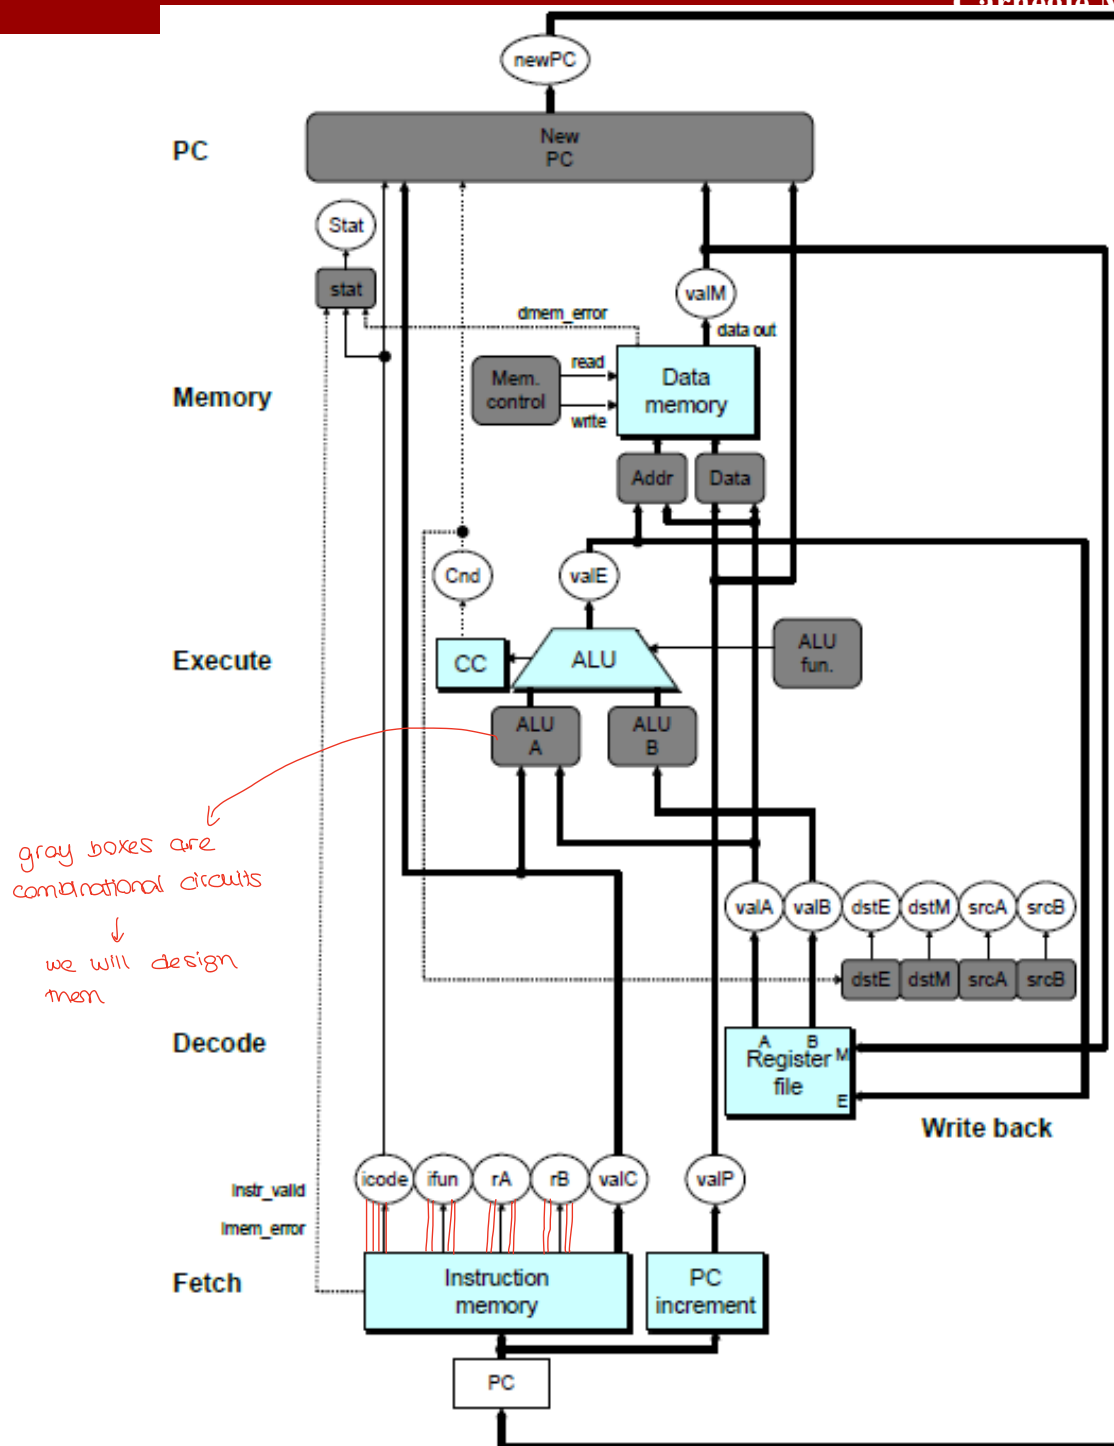 newPC
New
PC
PC
Stat
stat
valM
dmem_error
data out
read
Mem.
control
Data
memory
write
Memory
Addr
Data
Cnd
valE
CC
ALU
ALU
fun.
Execute
ALU
A
ALU
B
gray boxes are
combinational circuits
we will design
them
valA
valB
dstE
dstM
srcA
srcB
dstE
dstM
srcA
srcB
Decode
A
B
M
Register
file
E
Write back
icode
ifun
rA
rB
valC
valP
Instr_valid
Imem_error
Fetch
Instruction
memory
PC
increment
PC